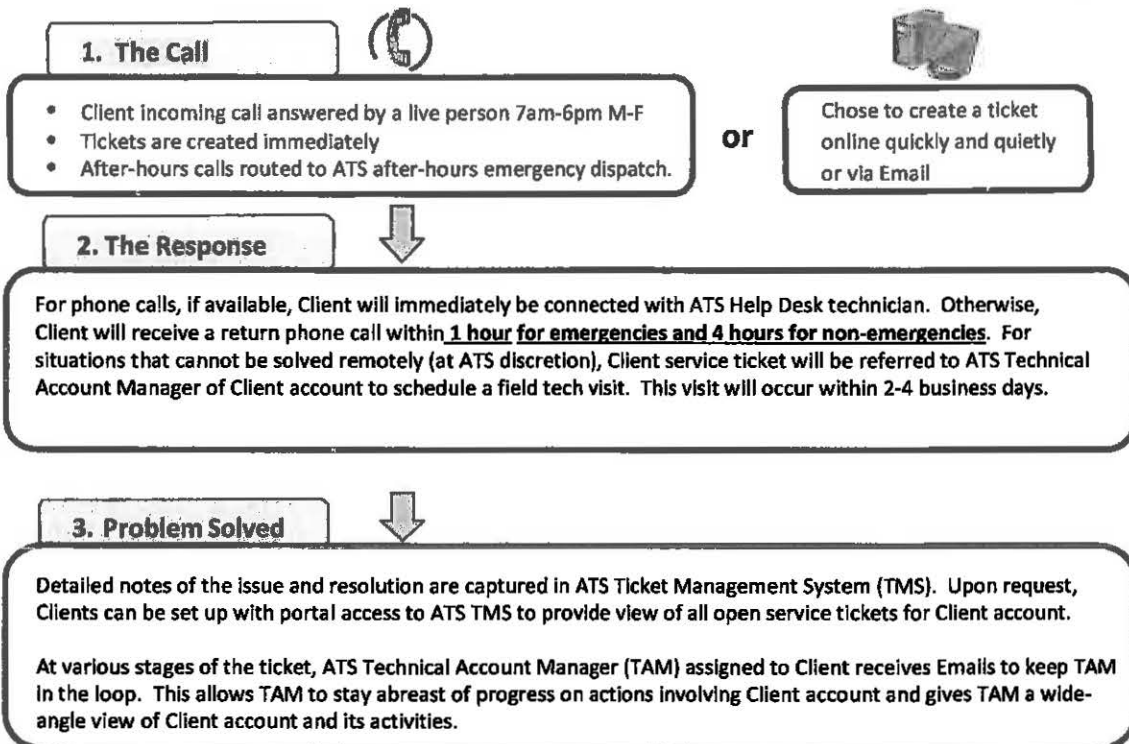 1. The Call
• Client incoming call answered by a live person 7am-6pm M-F
• Tickets are created immediately
• After-hours calls routed to ATS after-hours emergency dispatch.
or
Chose to create a ticket
online quickly and quietly
or via Email
2. The Response
For phone calls, if available, Client will immediately be connected with ATS Help Desk technician. Otherwise,
Client will receive a return phone call within 1 hour for emergencies and 4 hours for non-emergencies. For
situations that cannot be solved remotely (at ATS discretion), Client service ticket will be referred to ATS Technical
Account Manager of Client account to schedule a field tech visit. This visit will occur within 2-4 business days.
3. Problem Solved
Detailed notes of the issue and resolution are captured in ATS Ticket Management System (TMS). Upon request,
Clients can be set up with portal access to ATS TMS to provide view of all open service tickets for Client account.
At various stages of the ticket, ATS Technical Account Manager (TAM) assigned to Client receives Emails to keep TAM
in the loop. This allows TAM to stay abreast of progress on actions involving Client account and gives TAM a wide-
angle view of Client account and its activities.